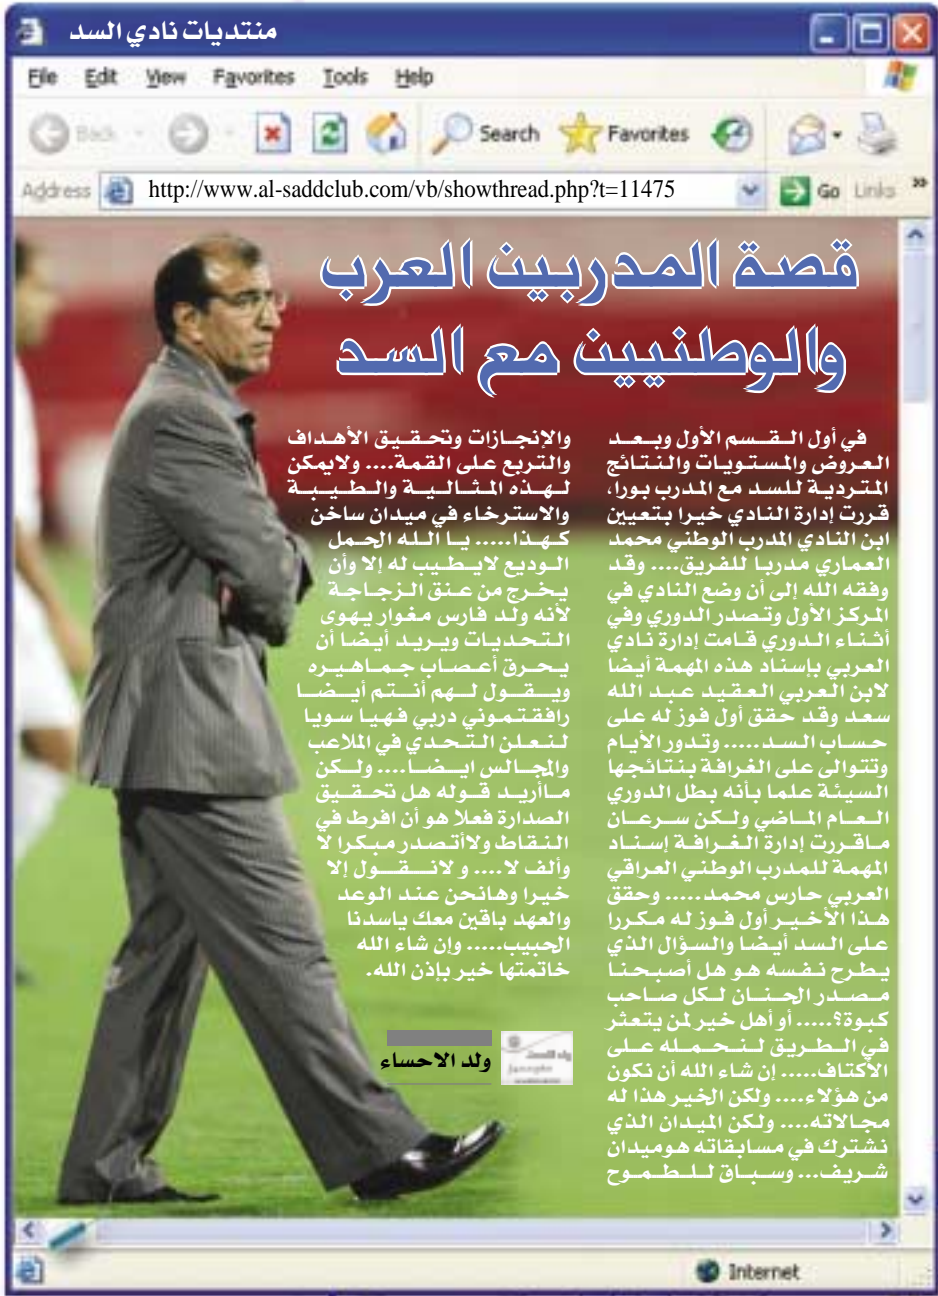 منتديات نادي السد
File Edit View Favorites Tools Help
Back Search Favorites
Address http://www.al-saddclub.com/vb/showthread.php?t=11475 Go Links »
قصة المدربين العرب
والوطنيين مع السد
في أول القسم الأول وبعد
العروض والمستويات والنتائج
المتردية للسد مع المدرب بورا،
قررت إدارة النادي خيرا بتعيين
ابن النادي المدرب الوطني محمد
العماري مدربا للفريق.... وقد
وفقه الله إلى أن وضع النادي في
المركز الأول وتصدر الدوري وفي
أثناء الدوري قامت إدارة نادي
العربي بإسناد هذه المهمة أيضا
لابن العربي العقيد عبد الله
سعد وقد حقق أول فوز له على
حساب السد..... وتدور الأيام
وتتوالى على الغرافة بنتائجها
السيئة علما بأنه بطل الدوري
العام الماضي ولكن سرعان
ماقررت إدارة الغرافة إسناد
المهمة للمدرب الوطني العراقي
العربي حارس محمد..... وحقق
هذا الأخير أول فوز له مكررا
على السد أيضا والسؤال الذي
يطرح نفسه هو هل أصبحنا
مصدر الحنان لكل صاحب
كبوة؟..... أو أهل خير لمن يتعثر
في الطريق لنحمله على
الأكتاف..... إن شاء الله أن نكون
من هؤلاء.... ولكن الخير هذا له
مجالاته.... ولكن الميدان الذي
نشترك في مسابقاته هوميدان
شريف... وسباق للطموح
والإنجازات وتحقيق الأهداف
والتربع على القمة.... ولايمكن
لهذه المثالية والطيبة
والاسترخاء في ميدان ساخن
كهذا..... يا الله الحمل
الوديع لايطيب له إلا وأن
يخرج من عنق الزجاجة
لأنه ولد فارس مغوار يهوى
التحديات ويريد أيضا أن
يحرق أعصاب جماهيره
ويقول لهم أنتم أيضا
رافقتموني دربي فهيا سويا
لنعلن التحدي في الملاعب
والمجالس ايضا.... ولكن
ماأريد قوله هل تحقيق
الصدارة فعلا هو أن افرط في
النقاط ولاأتصدر مبكرا لا
وألف لا.... و لانقول إلا
خيرا وهانحن عند الوعد
والعهد باقين معك ياسدنا
الحبيب..... وإن شاء الله
خاتمتها خير بإذن الله.
ولد الاحساء
Internet